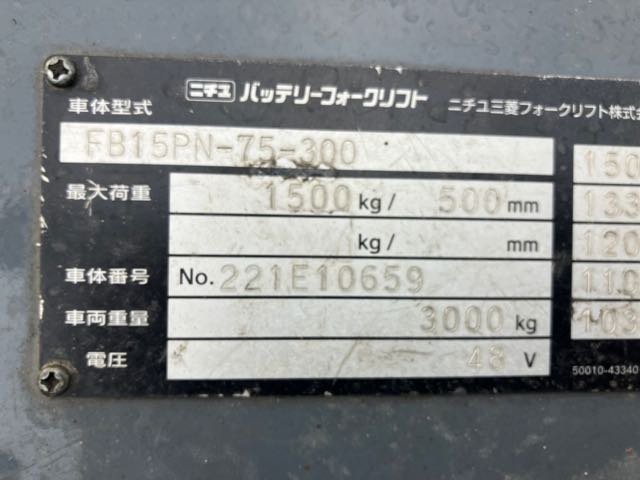 ニチユ バッテリーフォークリフト ニチユ三菱フォークリフト株式会
車体型式
FB15PN-75-300
150
最大荷重 1500 kg/ 500 mm
133
kg/ mm
120
車体番号 No. 221E10659
110
車両重量 3000 kg
103
電圧 48 V
50010-43340